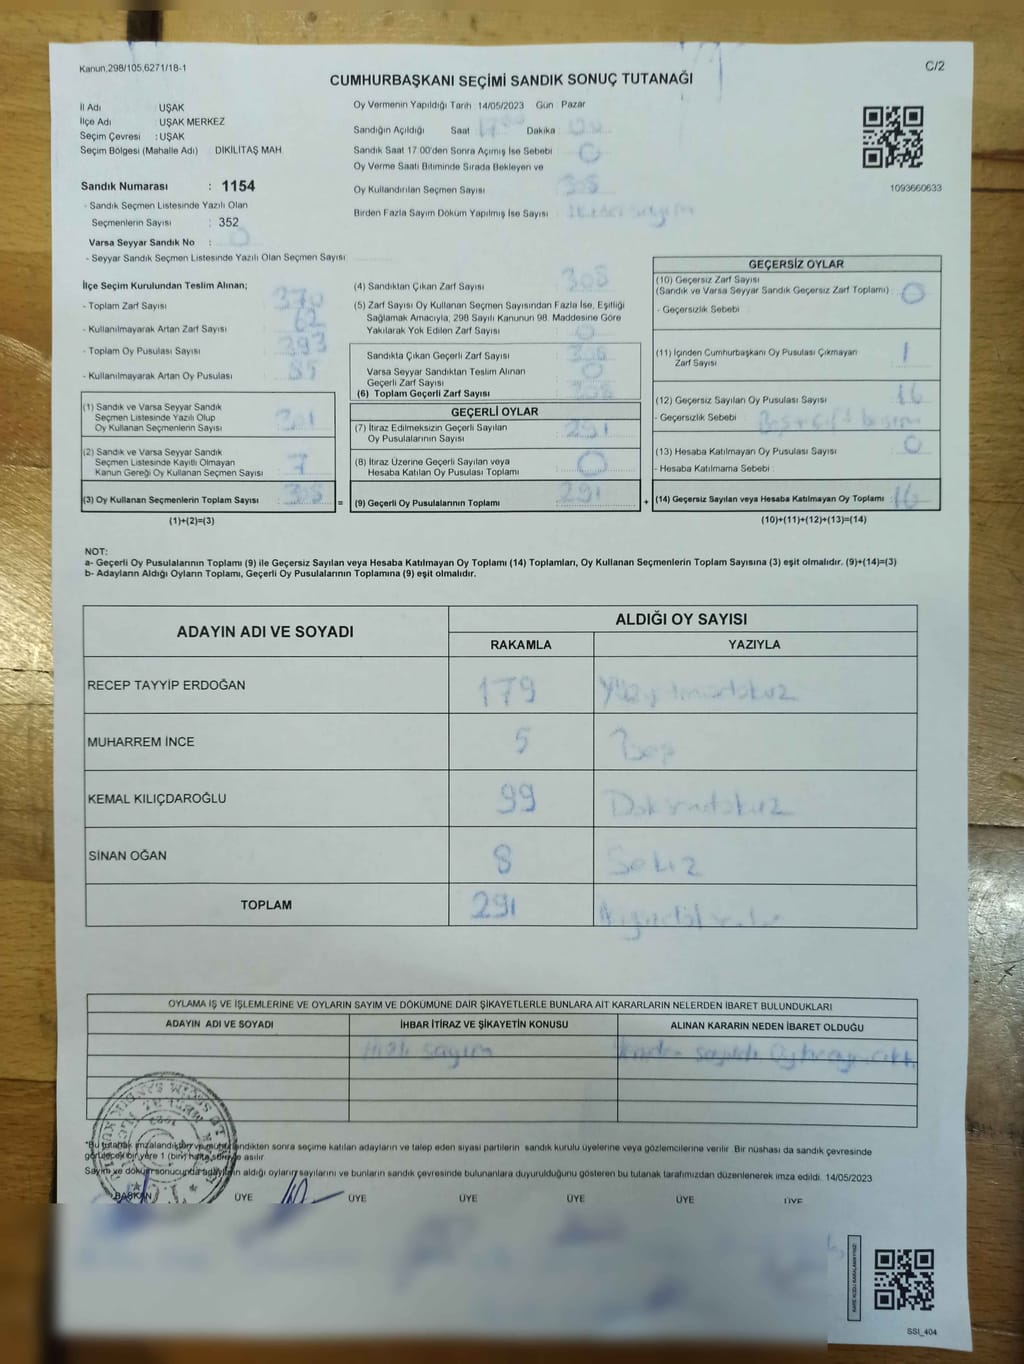 Kanun,298/105,6271/18-1
C/2
CUMHURBAŞKANI SEÇİMİ SANDIK SONUÇ TUTANAĞI
İl Adı UŞAK
İlçe Adı UŞAK MERKEZ
Seçim Çevresi : UŞAK
Seçim Bölgesi (Mahalle Adı) DİKİLİTAŞ MAH
Sandık Numarası : 1154
- Sandık Seçmen Listesinde Yazılı Olan
Seçmenlerin Sayısı : 352
Varsa Seyyar Sandık No : 0
- Seyyar Sandık Seçmen Listesinde Yazılı Olan Seçmen Sayısı
Oy Vermenin Yapıldığı Tarih 14/05/2023 Gün Pazar
Sandığın Açıldığı Saat 17 Dakika
Sandık Saat 17 00'den Sonra Açımış İse Sebebi 0
Oy Verme Saati Bitiminde Sırada Bekleyen ve
Oy Kullandırılan Seçmen Sayısı 308
Birden Fazla Sayım Döküm Yapılmış İse Sayısı sayım
1093660633
İlçe Seçim Kurulundan Teslim Alınan;
- Toplam Zarf Sayısı 370
- Kullanılmayarak Artan Zarf Sayısı 62
- Toplam Oy Pusulası Sayısı 393
- Kullanılmayarak Artan Oy Pusulası 85
(1) Sandık ve Varsa Seyyar Sandık
Seçmen Listesinde Yazılı Olup
Oy Kullanan Seçmenlerin Sayısı 301
(2) Sandık ve Varsa Seyyar Sandık
Seçmen Listesinde Kayıtlı Olmayan
Kanun Gereği Oy Kullanan Seçmen Sayısı 7
(3) Oy Kullanan Seçmenlerin Toplam Sayısı 308 =
(1)+(2)=(3)
(4) Sandıktan Çıkan Zarf Sayısı 308
(5) Zarf Sayısı Oy Kullanan Seçmen Sayısından Fazla İse, Eşitliği
Sağlamak Amacıyla, 298 Sayılı Kanunun 98. Maddesine Göre
Yakılarak Yok Edilen Zarf Sayısı 0
Sandıkta Çıkan Geçerli Zarf Sayısı 308
Varsa Seyyar Sandıktan Teslim Alınan
Geçerli Zarf Sayısı 0
(6) Toplam Geçerli Zarf Sayısı 308
GEÇERLİ OYLAR
(7) İtiraz Edilmeksizin Geçerli Sayılan
Oy Pusulalarının Sayısı 291
(8) İtiraz Üzerine Geçerli Sayılan veya
Hesaba Katılan Oy Pusulası Toplamı 0
(9) Geçerli Oy Pusulalarının Toplamı 291 +
GEÇERSİZ OYLAR
(10) Geçersiz Zarf Sayısı
(Sandık ve Varsa Seyyar Sandık Geçersiz Zarf Toplamı) 0
- Geçersizlik Sebebi
(11) İçinden Cumhurbaşkanı Oy Pusulası Çıkmayan
Zarf Sayısı 1
(12) Geçersiz Sayılan Oy Pusulası Sayısı 16
- Geçersizlik Sebebi
(13) Hesaba Katılmayan Oy Pusulası Sayısı 0
- Hesaba Katılmama Sebebi
(14) Geçersiz Sayılan veya Hesaba Katılmayan Oy Toplamı 16
(10)+(11)+(12)+(13)=(14)
NOT:
a- Geçerli Oy Pusulalarının Toplamı (9) ile Geçersiz Sayılan veya Hesaba Katılmayan Oy Toplamı (14) Toplamları, Oy Kullanan Seçmenlerin Toplam Sayısına (3) eşit olmalıdır. (9)+(14)=(3)
b- Adayların Aldığı Oyların Toplamı, Geçerli Oy Pusulalarının Toplamına (9) eşit olmalıdır.
ADAYIN ADI VE SOYADI
ALDIĞI OY SAYISI
RAKAMLA YAZIYLA
RECEP TAYYİP ERDOĞAN 179 Yüzyetmişdokuz
MUHARREM İNCE 5 Beş
KEMAL KILIÇDAROĞLU 99 Doksandokuz
SİNAN OĞAN 8 Sekiz
TOPLAM 291
OYLAMA İŞ VE İŞLEMLERİNE VE OYLARIN SAYIM VE DÖKÜMÜNE DAİR ŞİKAYETLERLE BUNLARA AİT KARARLARIN NELERDEN İBARET BULUNDUKLARI
ADAYIN ADI VE SOYADI İHBAR İTİRAZ VE ŞİKAYETİN KONUSU ALINAN KARARIN NEDEN İBARET OLDUĞU
Hızlı sayım Yeniden sayıldı
"Bu tutanak imzalandıktan ve mühürlendikten sonra seçime katılan adayların ve talep eden siyasi partilerin sandık kurulu üyelerine veya gözlemcilerine verilir. Bir nüshası da sandık çevresinde
görülecek bir yere 1 (bir) hafta süreyle asılır.
Sayım ve döküm sonucunda adayların aldığı oyların sayılarını ve bunların sandık çevresinde bulunanlara duyurulduğunu gösteren bu tutanak tarafımızdan düzenlenerek imza edildi. 14/05/2023
BAŞKAN ÜYE ÜYE ÜYE ÜYE ÜYE ÜYE
SSI_404